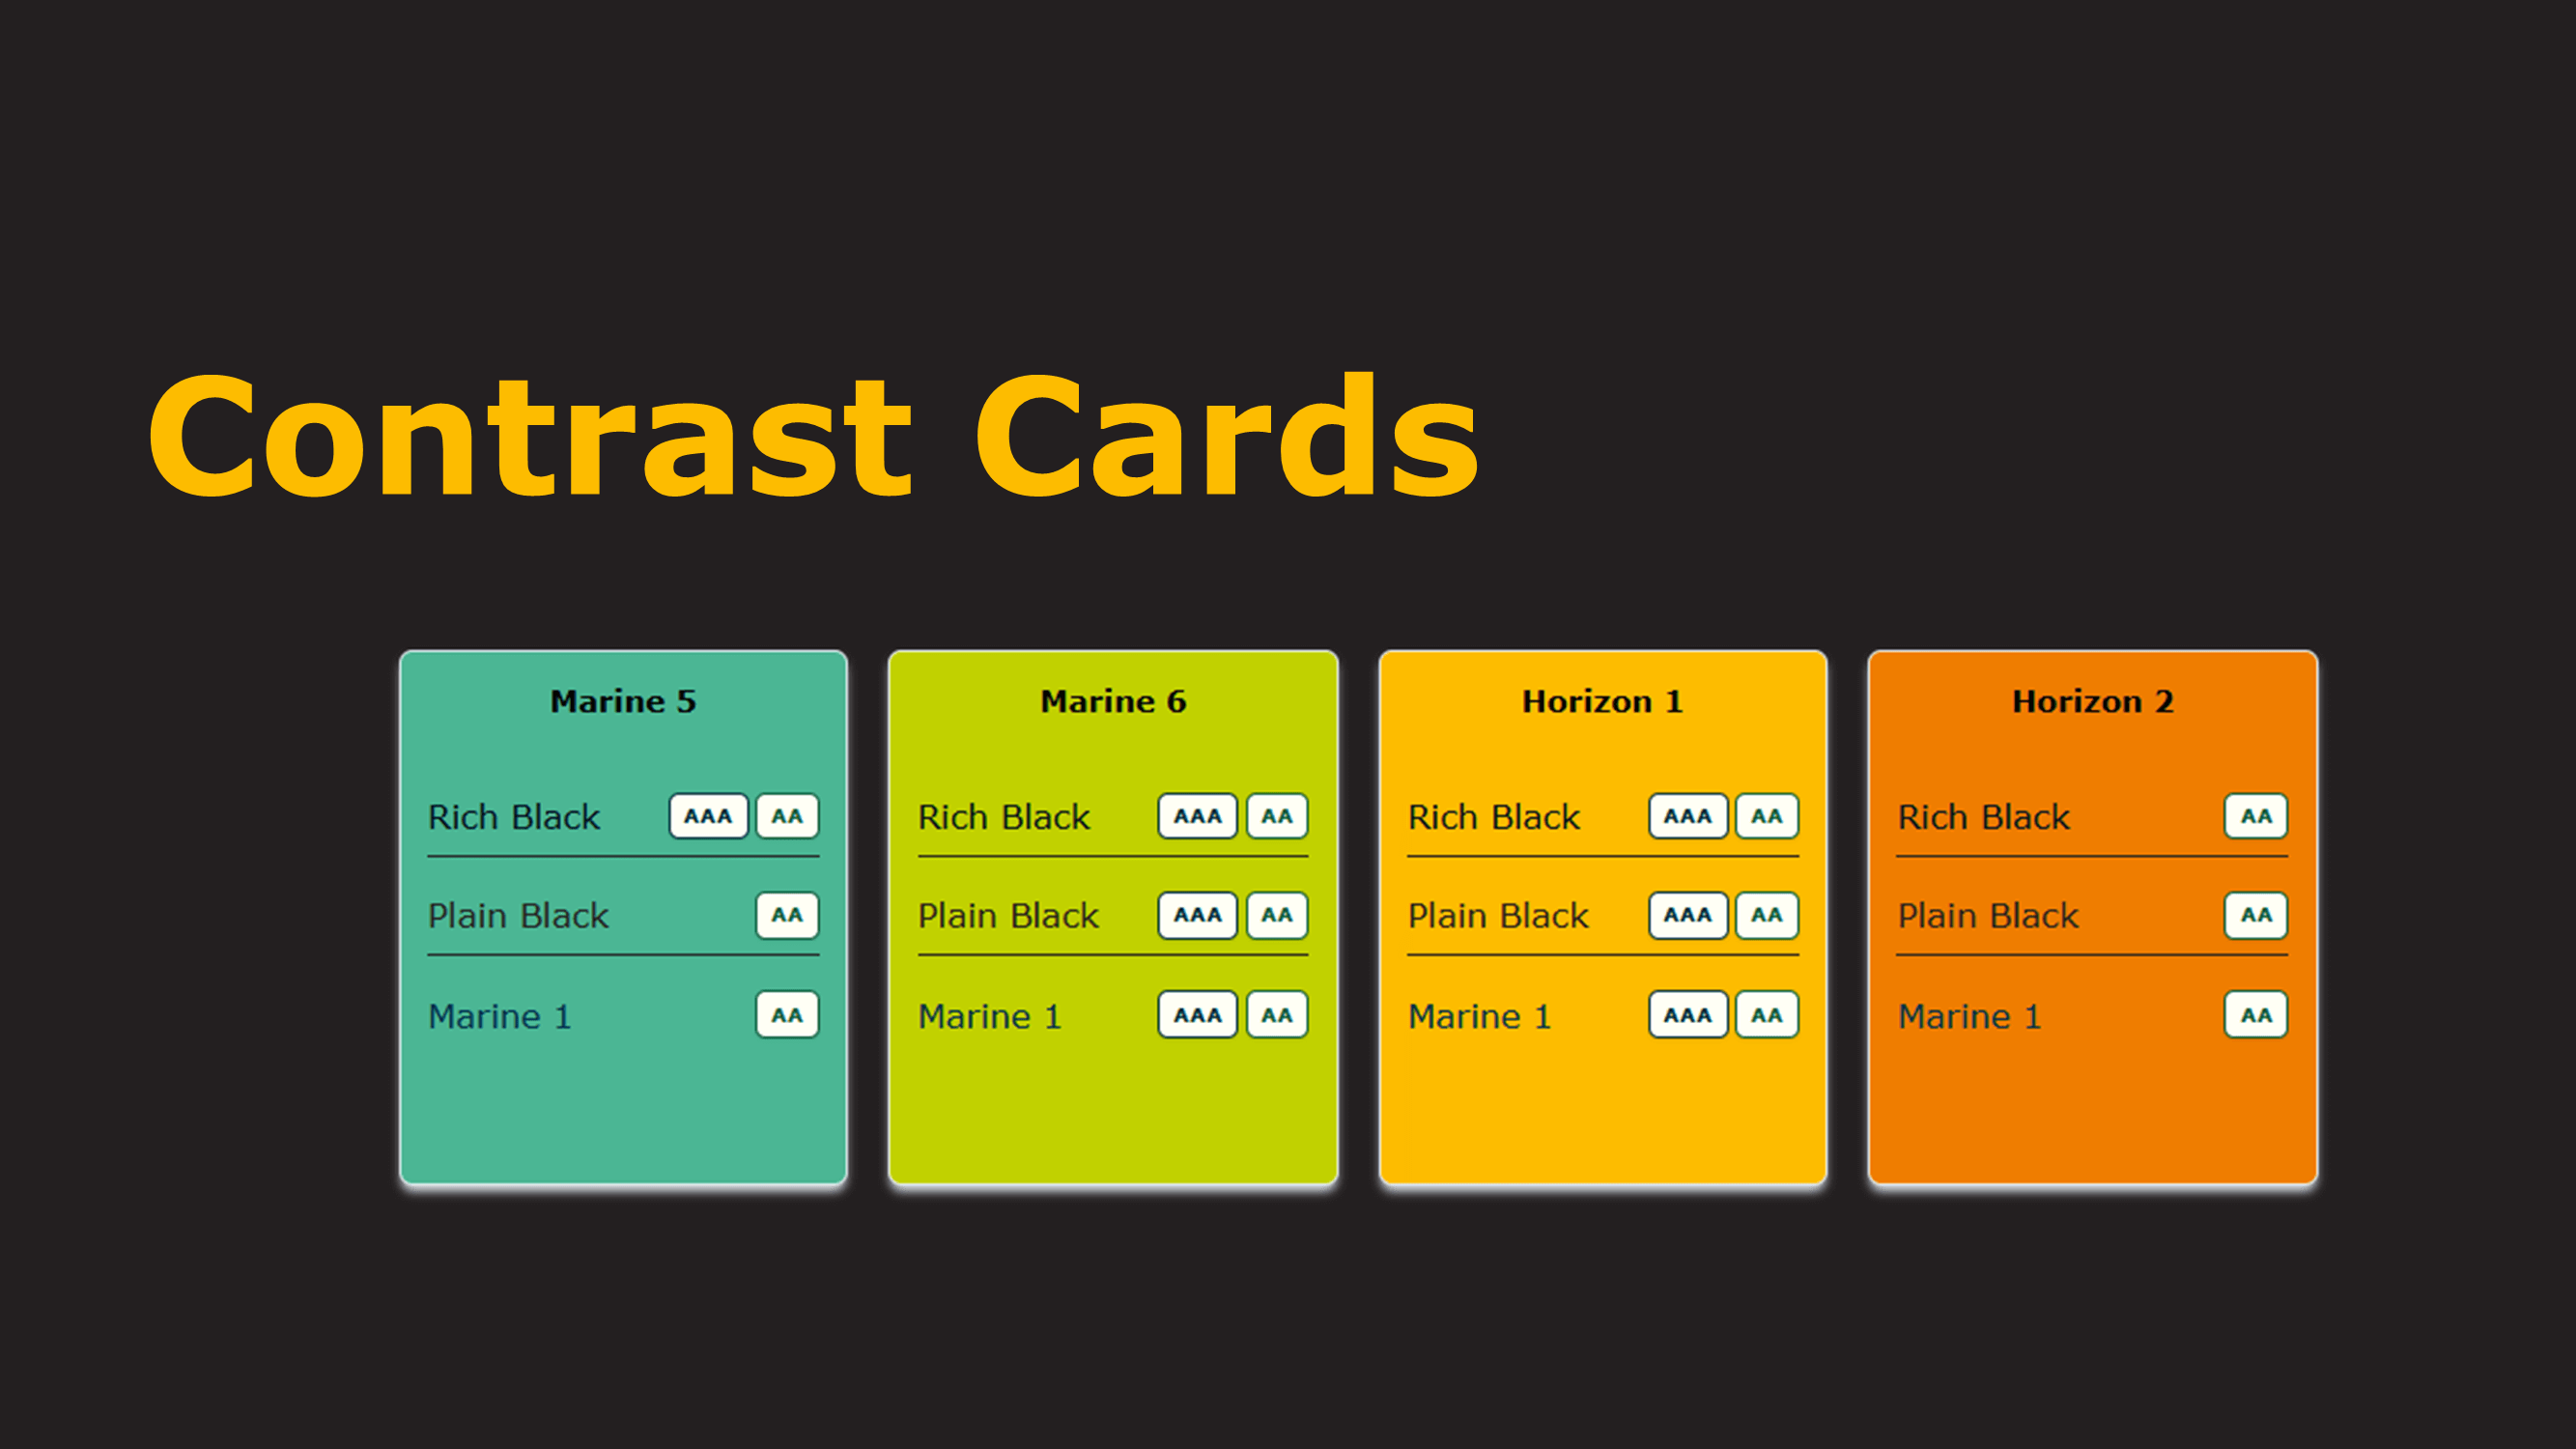 Contrast Cards
Marine 5
Rich Black AAA AA
Plain Black AA
Marine 1 AA
Marine 6
Rich Black AAA AA
Plain Black AAA AA
Marine 1 AAA AA
Horizon 1
Rich Black AAA AA
Plain Black AAA AA
Marine 1 AAA AA
Horizon 2
Rich Black AA
Plain Black AA
Marine 1 AA